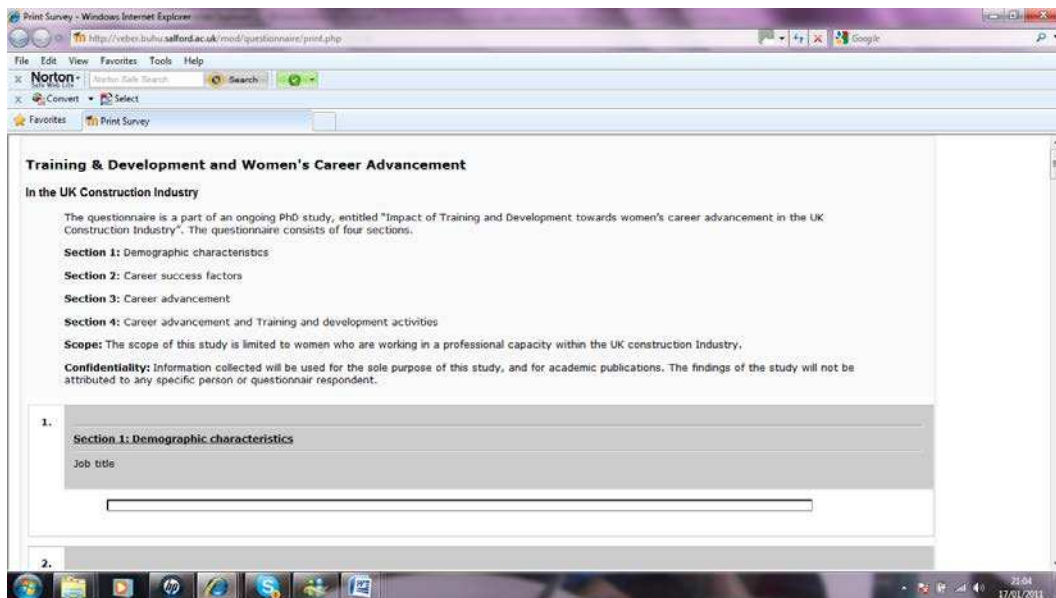 Print Survey - Windows Internet Explorer
http://veber.buhu.salford.ac.uk/mod/questionnaire/print.php
Google
File Edit View Favorites Tools Help
x Norton Norton Safe Search Search
Safe Web Lite
x Convert Select
Favorites Print Survey
Training & Development and Women's Career Advancement
In the UK Construction Industry
The questionnaire is a part of an ongoing PhD study, entitled "Impact of Training and Development towards women's career advancement in the UK
Construction Industry". The questionnaire consists of four sections.
Section 1: Demographic characteristics
Section 2: Career success factors
Section 3: Career advancement
Section 4: Career advancement and Training and development activities
Scope: The scope of this study is limited to women who are working in a professional capacity within the UK construction Industry.
Confidentiality: Information collected will be used for the sole purpose of this study, and for academic publications. The findings of the study will not be
attributed to any specific person or questionnair respondent.
1.
Section 1: Demographic characteristics
Job title
2.
hp
21:04
17/01/2011